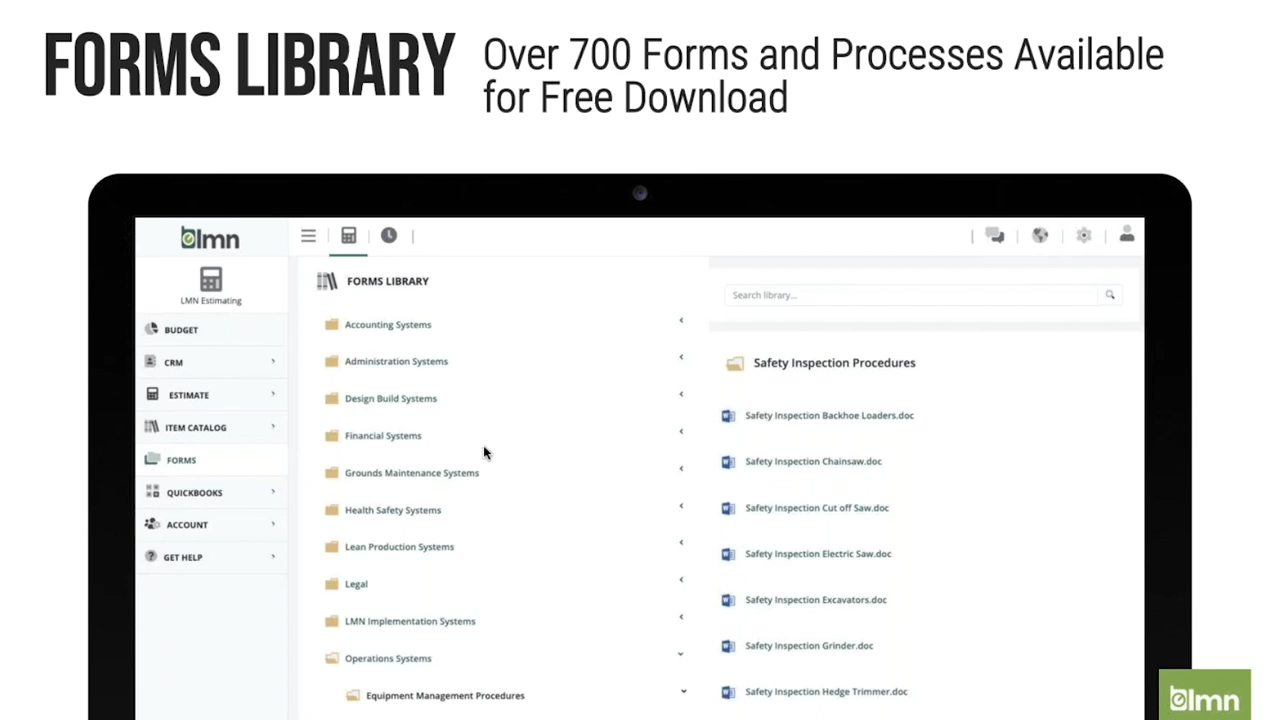 FORMS LIBRARY
Over 700 Forms and Processes Available
for Free Download
lmn
LMN Estimating
BUDGET
CRM
ESTIMATE
ITEM CATALOG
FORMS
QUICKBOOKS
ACCOUNT
GET HELP
FORMS LIBRARY
Accounting Systems
Administration Systems
Design Build Systems
Financial Systems
Grounds Maintenance Systems
Health Safety Systems
Lean Production Systems
Legal
LMN Implementation Systems
Operations Systems
Equipment Management Procedures
Search library...
Safety Inspection Procedures
Safety Inspection Backhoe Loaders.doc
Safety Inspection Chainsaw.doc
Safety Inspection Cut off Saw.doc
Safety Inspection Electric Saw.doc
Safety Inspection Excavators.doc
Safety Inspection Grinder.doc
Safety Inspection Hedge Trimmer.doc
lmn